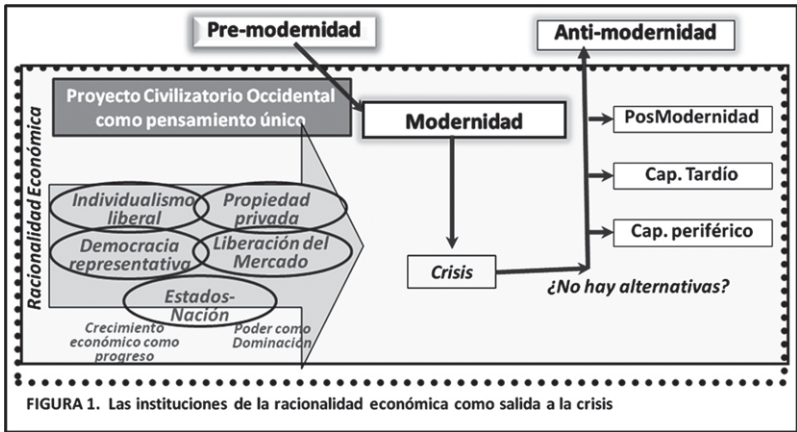 Pre-modernidad
Anti-modernidad
Racionalidad Económica
Proyecto Civilizatorio Occidental
como pensamiento único
Modernidad
PosModernidad
Cap. Tardío
Cap. periférico
Individualismo
liberal
Propiedad
privada
Democracia
representativa
Liberación del
Mercado
Estados-
Nación
Crecimiento
económico como
progreso
Poder como
Dominación
Crisis
¿No hay alternativas?
FIGURA 1. Las instituciones de la racionalidad económica como salida a la crisis